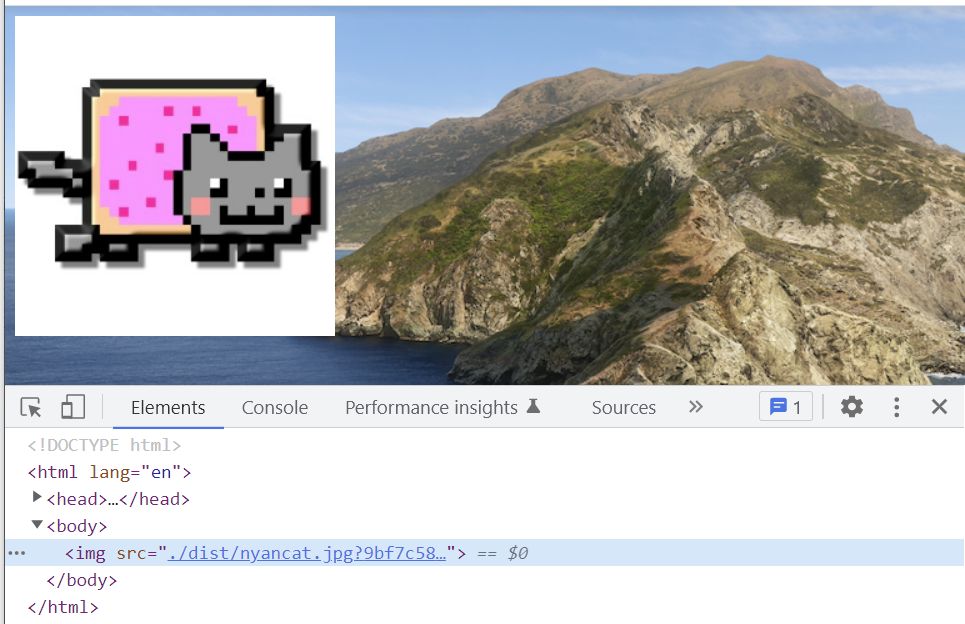 Elements Console Performance insights Sources 1
<!DOCTYPE html>
<html lang="en">
<head>…</head>
<body>
<img src="./dist/nyancat.jpg?9bf7c58…"> == $0
</body>
</html>